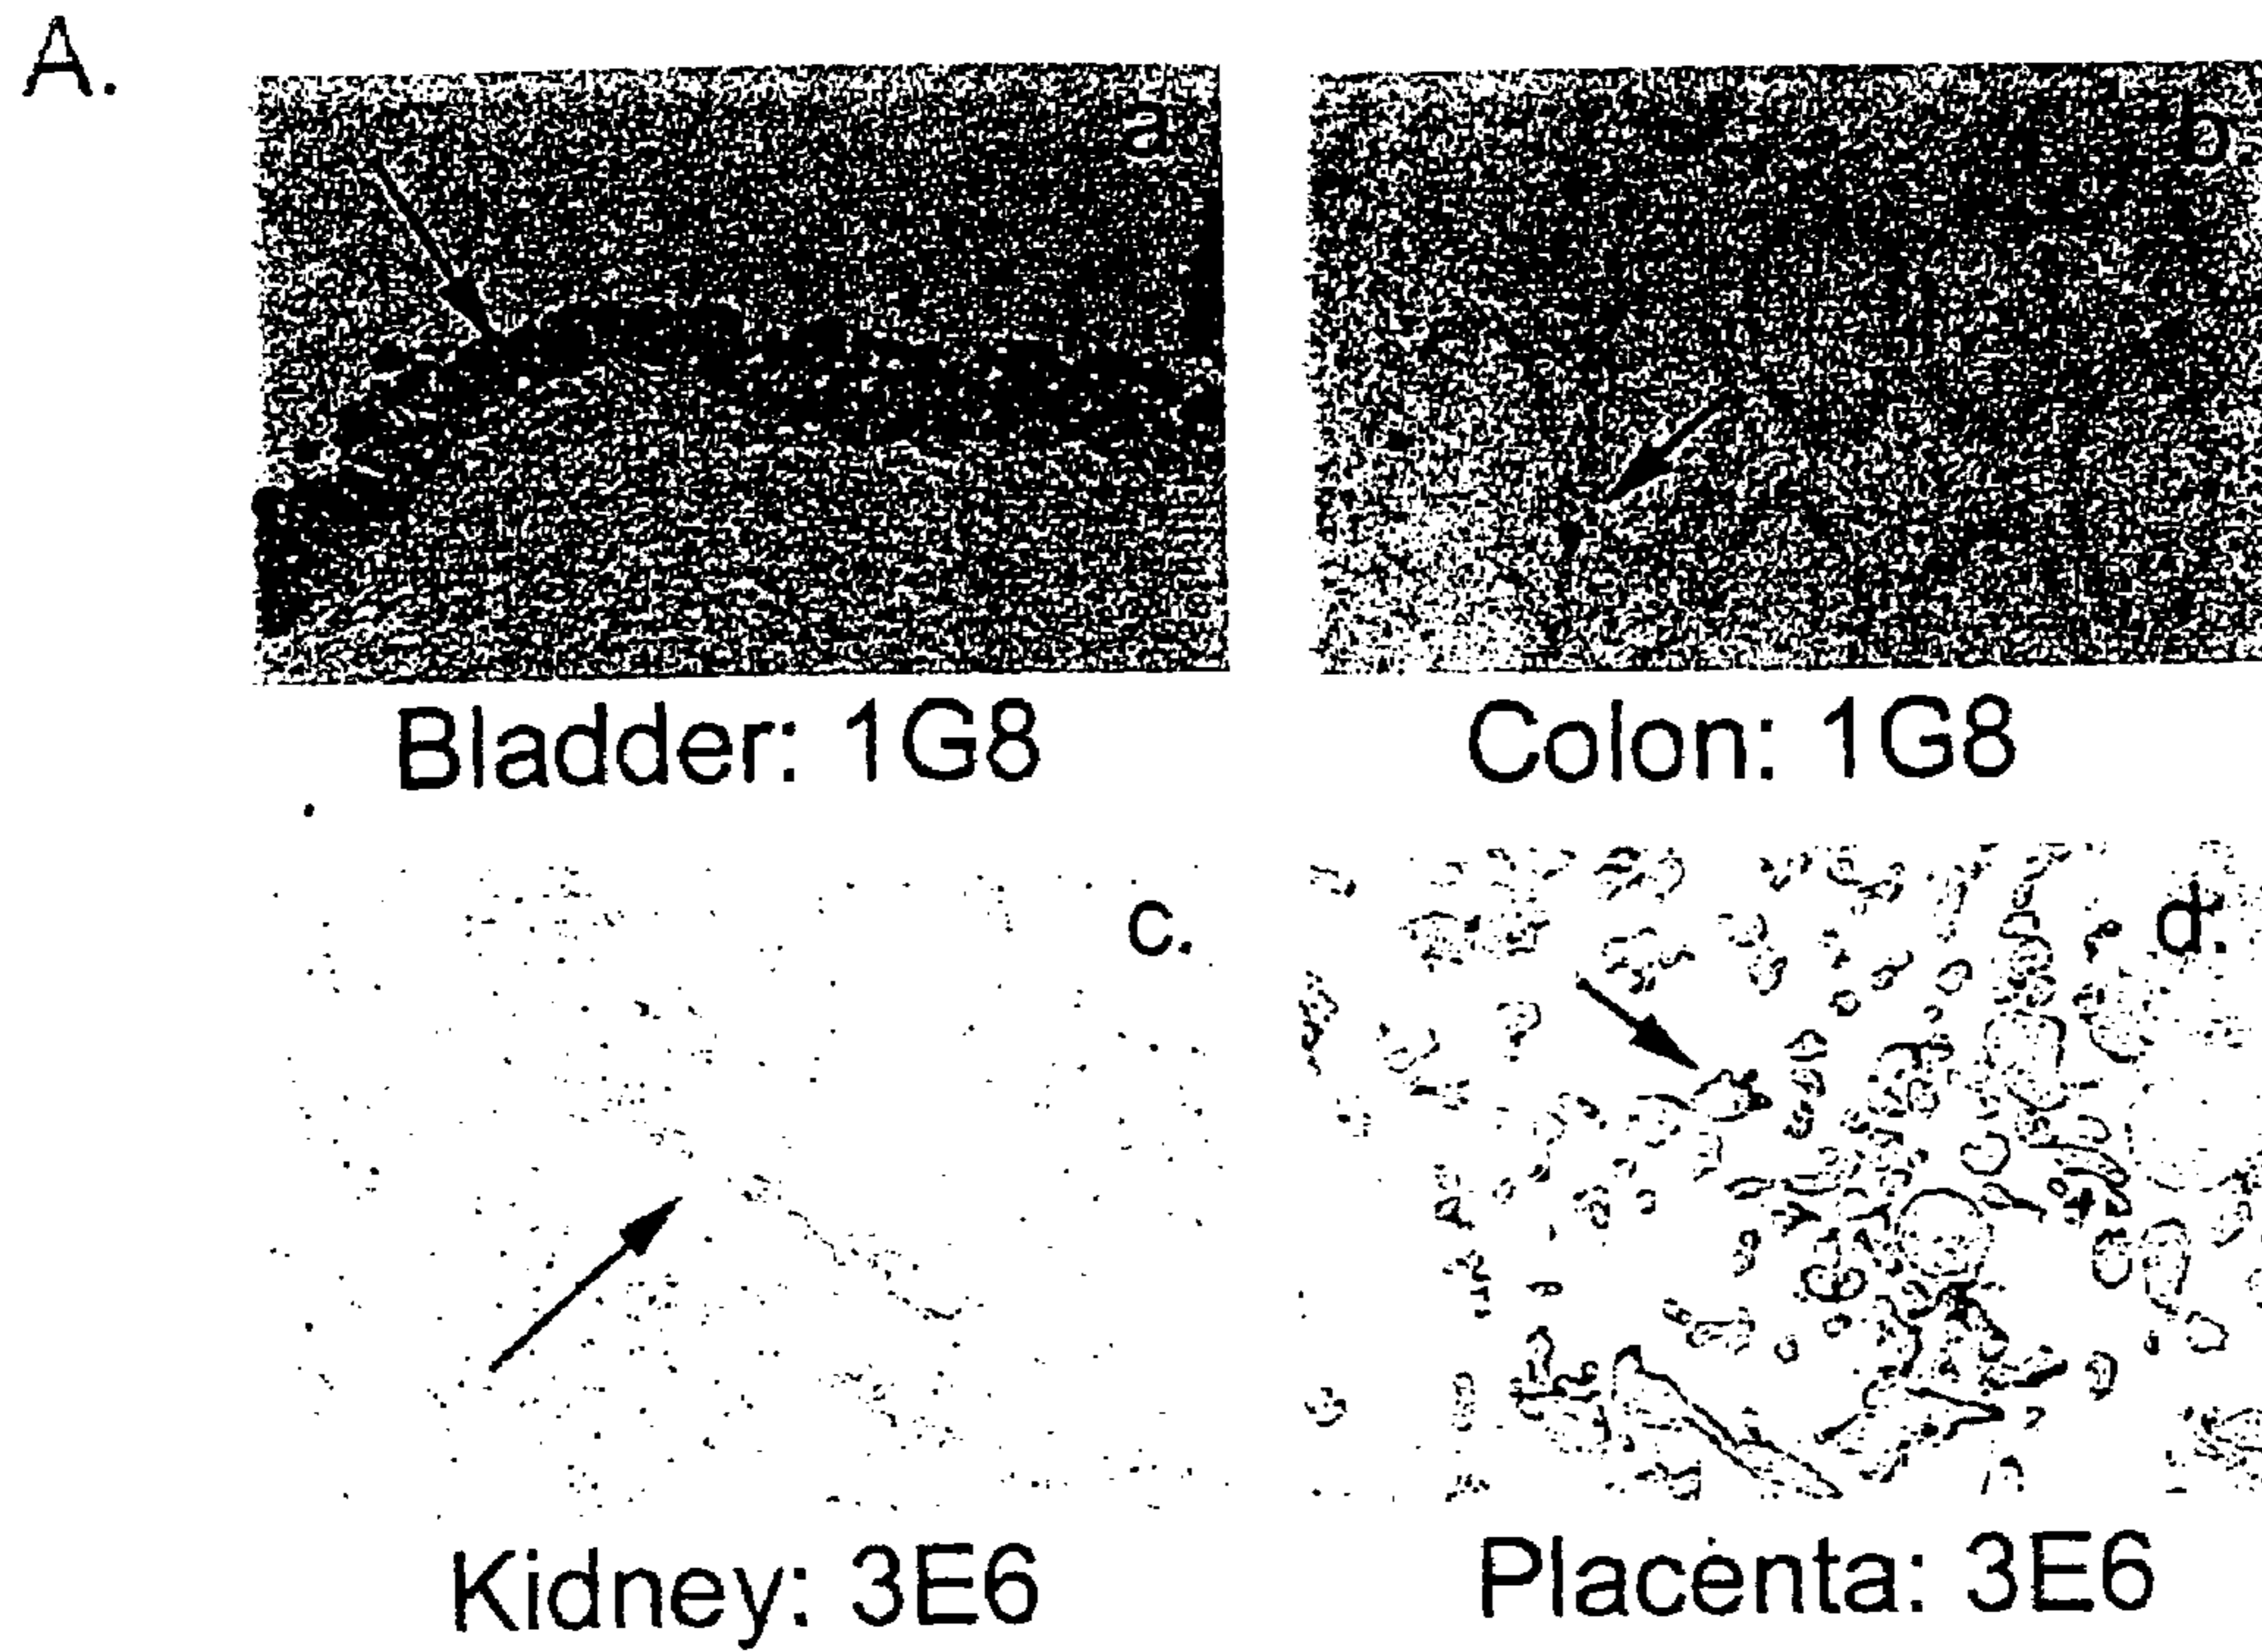 A.
a
b
Bladder: 1G8
Colon: 1G8
c.
d.
Kidney: 3E6
Placenta: 3E6